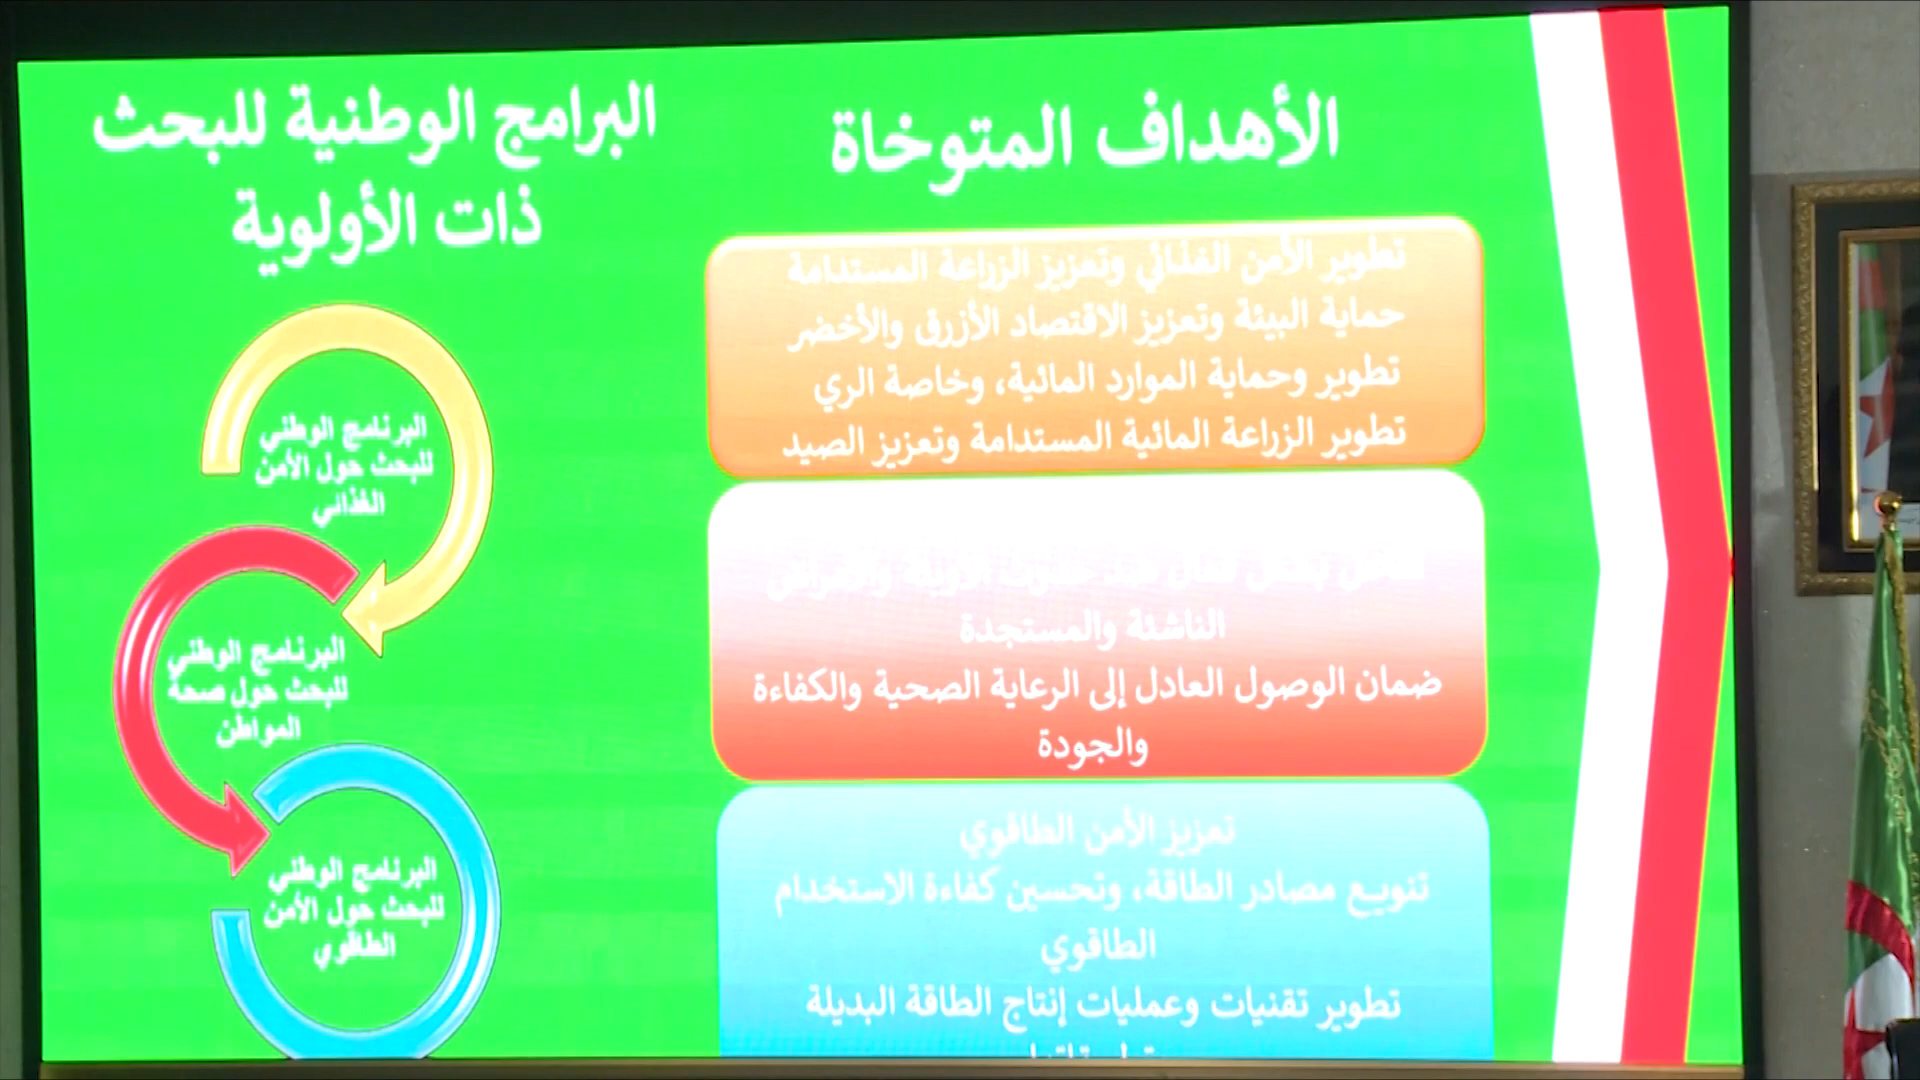 الأهداف المتوخاة
تطوير الأمن الغذائي وتعزيز الزراعة المستدامة
حماية البيئة وتعزيز الاقتصاد الأزرق والأخضر
تطوير وحماية الموارد المائية، وخاصة الري
تطوير الزراعة المائية المستدامة وتعزيز الصيد
الناشئة والمستجدة
ضمان الوصول العادل إلى الرعاية الصحية والكفاءة
والجودة
تعزيز الأمن الطاقوي
تنويع مصادر الطاقة، وتحسين كفاءة الاستخدام
الطاقوي
تطوير تقنيات وعمليات إنتاج الطاقة البديلة
البرامج الوطنية للبحث
ذات الأولوية
البرنامج الوطني
للبحث حول الأمن
الغذائي
البرنامج الوطني
للبحث حول صحة
المواطن
البرنامج الوطني
للبحث حول الأمن
الطاقوي